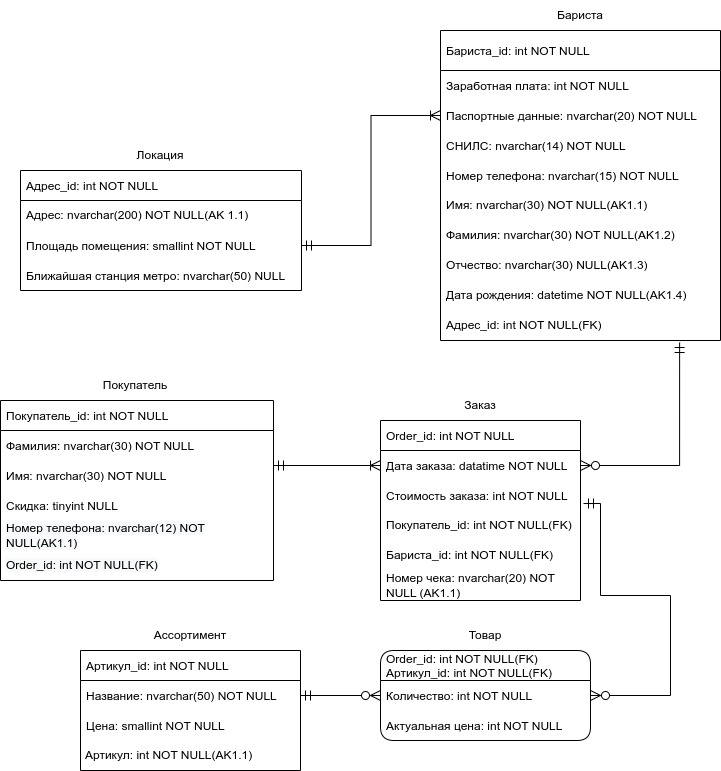 Бариста
Бариста_id: int NOT NULL
Заработная плата: int NOT NULL
Паспортные данные: nvarchar(20) NOT NULL
СНИЛС: nvarchar(14) NOT NULL
Номер телефона: nvarchar(15) NOT NULL
Имя: nvarchar(30) NOT NULL(AK1.1)
Фамилия: nvarchar(30) NOT NULL(AK1.2)
Отчество: nvarchar(30) NULL(AK1.3)
Дата рождения: datetime NOT NULL(AK1.4)
Адрес_id: int NOT NULL(FK)
Локация
Адрес_id: int NOT NULL
Адрес: nvarchar(200) NOT NULL(AK 1.1)
Площадь помещения: smallint NOT NULL
Ближайшая станция метро: nvarchar(50) NULL
Покупатель
Покупатель_id: int NOT NULL
Фамилия: nvarchar(30) NOT NULL
Имя: nvarchar(30) NOT NULL
Скидка: tinyint NULL
Номер телефона: nvarchar(12) NOT
NULL(AK1.1)
Order_id: int NOT NULL(FK)
Заказ
Order_id: int NOT NULL
Дата заказа: datatime NOT NULL
Стоимость заказа: int NOT NULL
Покупатель_id: int NOT NULL(FK)
Бариста_id: int NOT NULL(FK)
Номер чека: nvarchar(20) NOT
NULL (AK1.1)
Ассортимент
Артикул_id: int NOT NULL
Название: nvarchar(50) NOT NULL
Цена: smallint NOT NULL
Артикул: int NOT NULL(AK1.1)
Товар
Order_id: int NOT NULL(FK)
Артикул_id: int NOT NULL(FK)
Количество: int NOT NULL
Актуальная цена: int NOT NULL